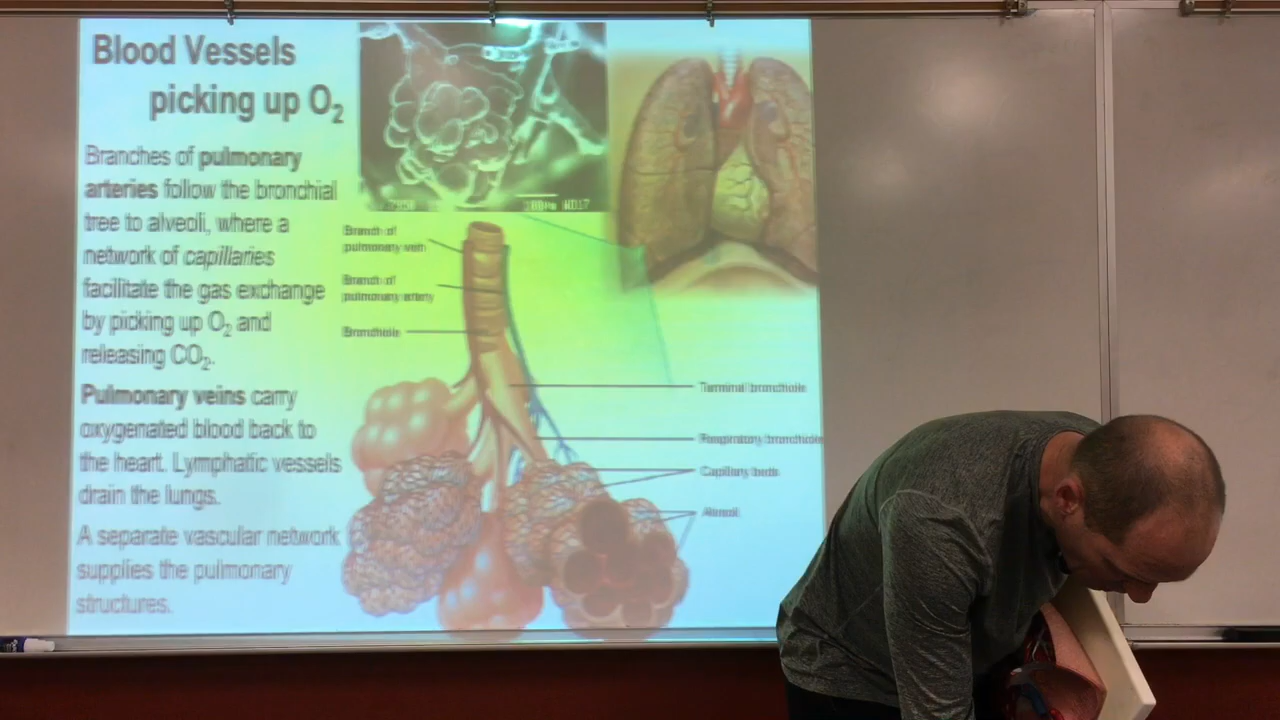 Blood Vessels
picking up O₂
Branches of pulmonary
arteries follow the bronchial
tree to alveoli, where a
network of capillaries
facilitate the gas exchange
by picking up O₂ and
releasing CO₂.
Pulmonary veins carry
oxygenated blood back to
the heart. Lymphatic vessels
drain the lungs.
A separate vascular network
supplies the pulmonary
structures.
Branch of
pulmonary vein
Branch of
pulmonary artery
Bronchiole
Terminal bronchiole
Respiratory bronchiole
Capillary beds
Alveoli